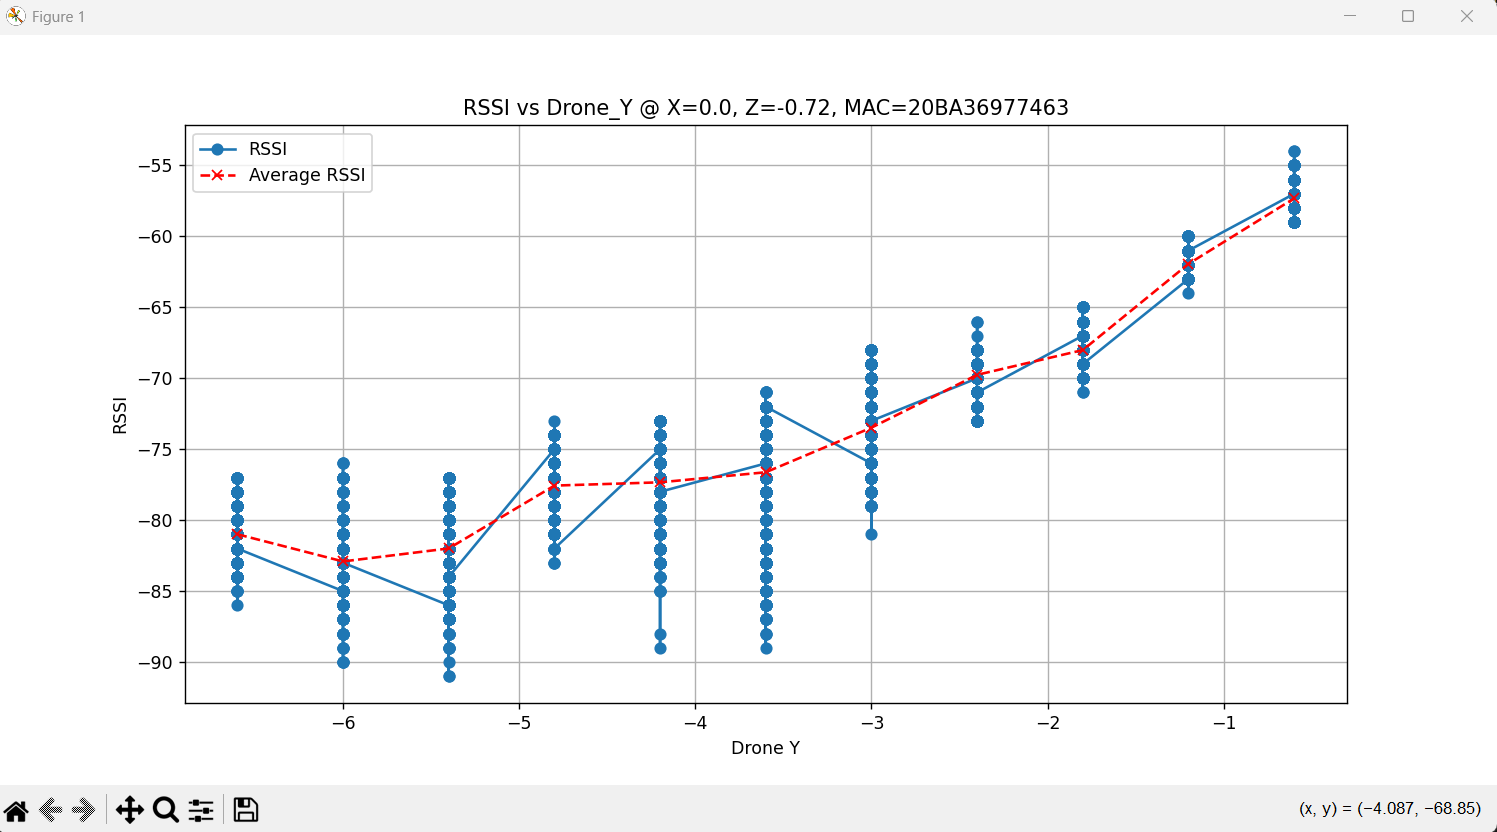 Figure 1
RSSI vs Drone_Y @ X=0.0, Z=-0.72, MAC=20BA36977463
RSSI
Average RSSI
−55
−60
−65
−70
−75
−80
−85
−90
RSSI
−6 −5 −4 −3 −2 −1
Drone Y
(x, y) = (−4.087, −68.85)